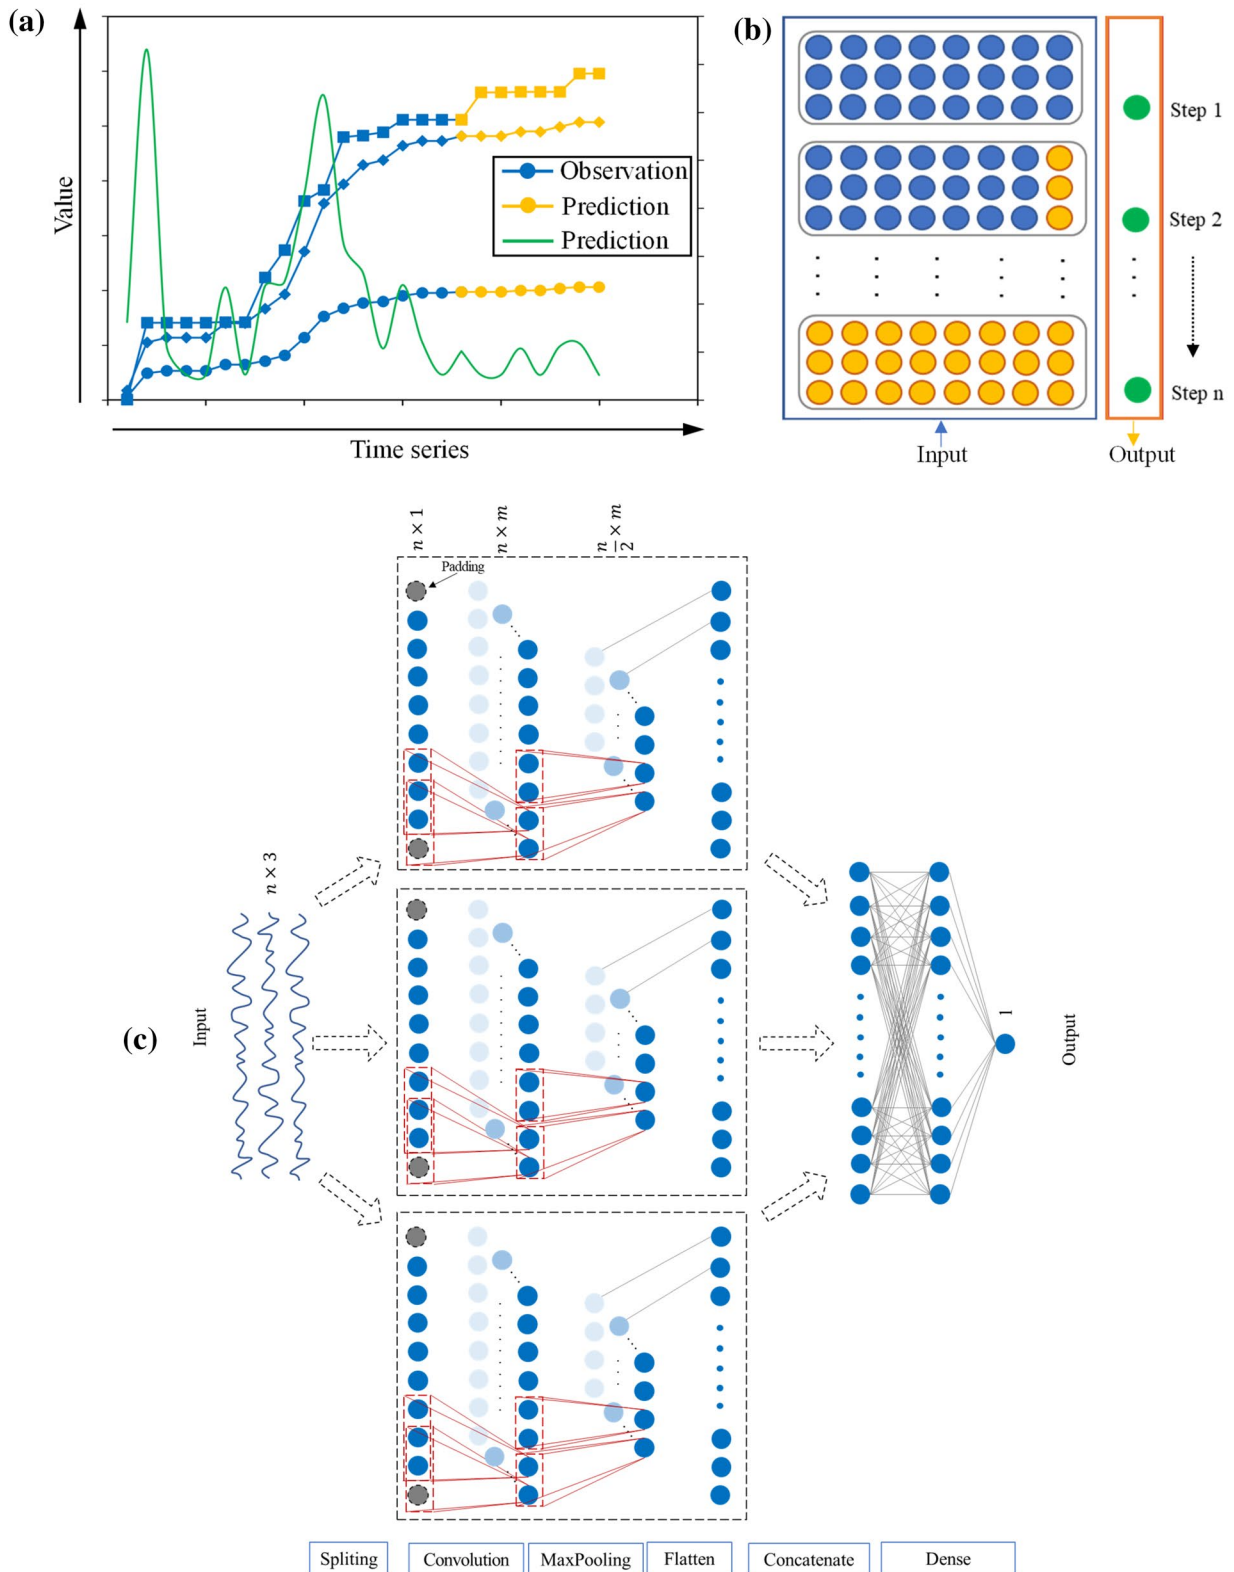 (a)
Value
Observation
Prediction
Prediction
Time series
(b)
Step 1
Step 2
Step n
Input
Output
n × 1
n × m
n/2 × m
Padding
n × 3
Input
(c)
1
Output
Spliting
Convolution
MaxPooling
Flatten
Concatenate
Dense